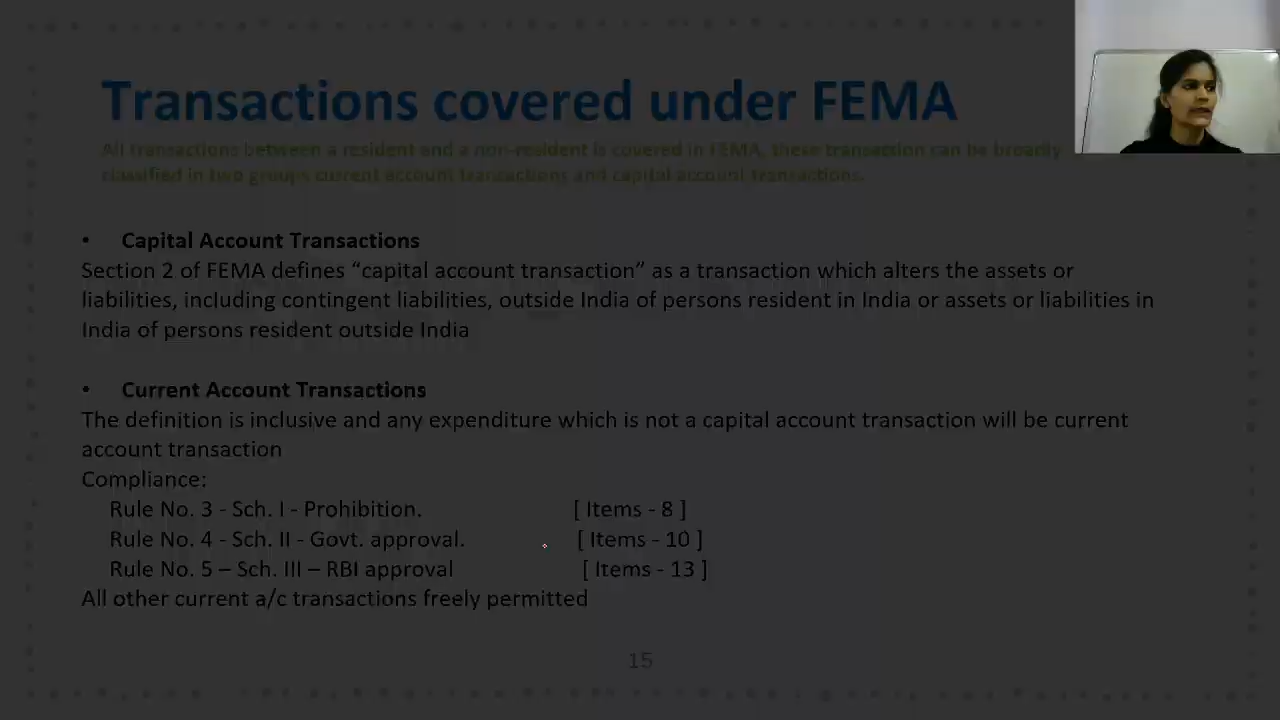 Transactions covered under FEMA
All transactions between a resident and a non-resident is covered in FEMA, these transaction can be broadly
classified in two groups current account transactions and capital account transactions.
• Capital Account Transactions
Section 2 of FEMA defines “capital account transaction” as a transaction which alters the assets or
liabilities, including contingent liabilities, outside India of persons resident in India or assets or liabilities in
India of persons resident outside India
• Current Account Transactions
The definition is inclusive and any expenditure which is not a capital account transaction will be current
account transaction
Compliance:
Rule No. 3 - Sch. I - Prohibition. [ Items - 8 ]
Rule No. 4 - Sch. II - Govt. approval. [ Items - 10 ]
Rule No. 5 – Sch. III – RBI approval [ Items - 13 ]
All other current a/c transactions freely permitted
15